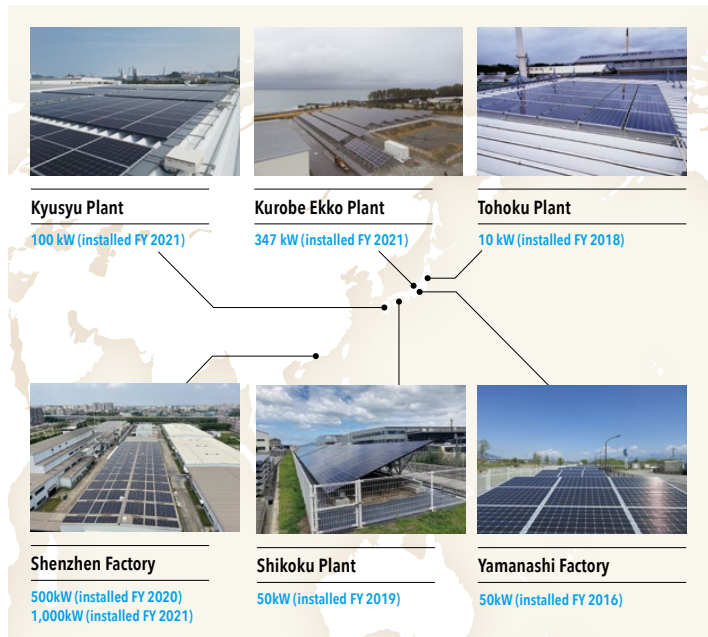 Kyusyu Plant
100 kW (installed FY 2021)
Kurobe Ekko Plant
347 kW (installed FY 2021)
Tohoku Plant
10 kW (installed FY 2018)
Shenzhen Factory
500kW (installed FY 2020)
1,000kW (installed FY 2021)
Shikoku Plant
50kW (installed FY 2019)
Yamanashi Factory
50kW (installed FY 2016)